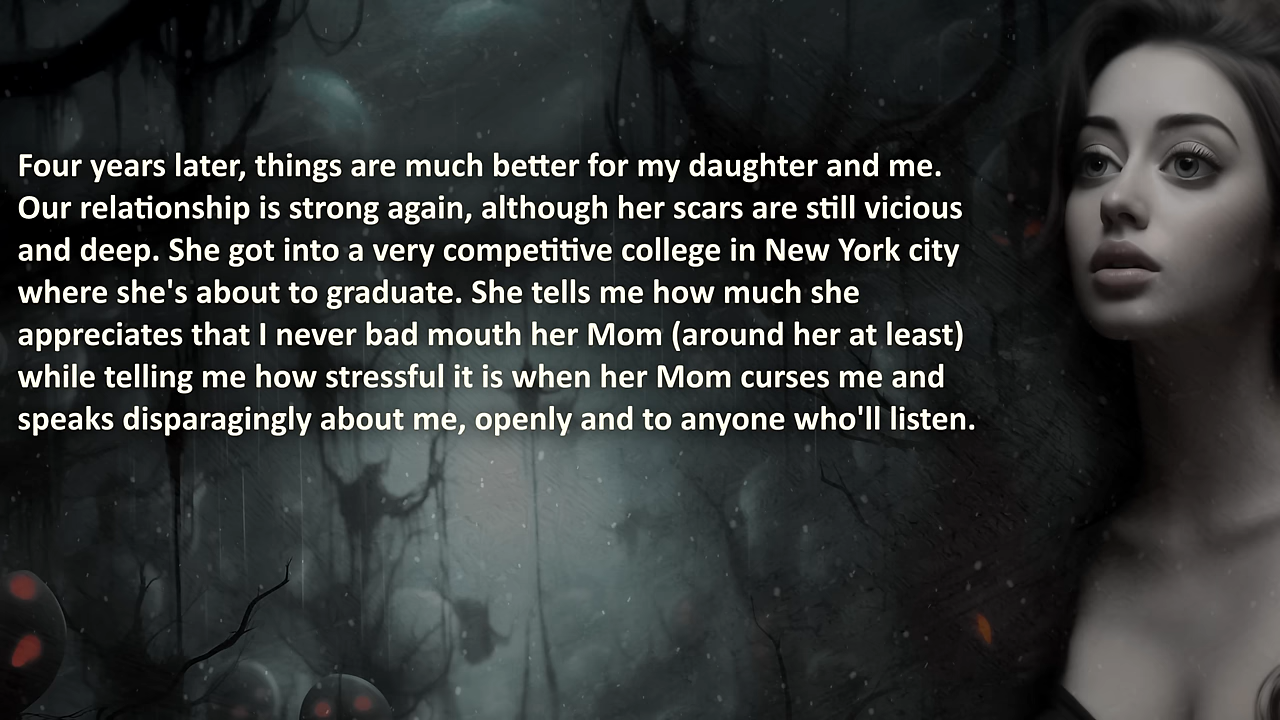 Four years later, things are much better for my daughter and me.
Our relationship is strong again, although her scars are still vicious
and deep. She got into a very competitive college in New York city
where she's about to graduate. She tells me how much she
appreciates that I never bad mouth her Mom (around her at least)
while telling me how stressful it is when her Mom curses me and
speaks disparagingly about me, openly and to anyone who'll listen.